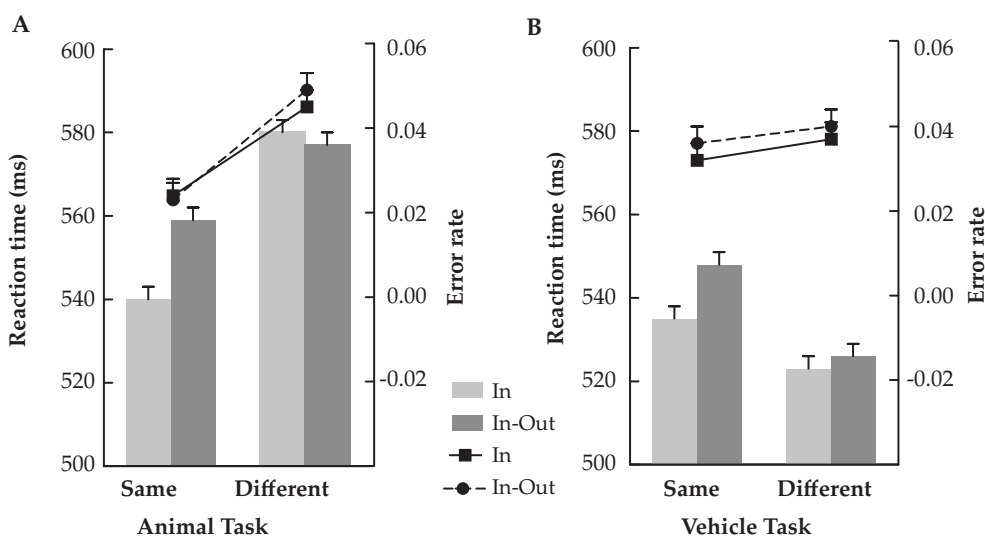 A
B
600
580
560
540
520
500
Reaction time (ms)
0.06
0.04
0.02
0.00
-0.02
Error rate
Same
Different
Animal Task
In
In-Out
In
In-Out
600
580
560
540
520
500
Reaction time (ms)
0.06
0.04
0.02
0.00
-0.02
Error rate
Same
Different
Vehicle Task